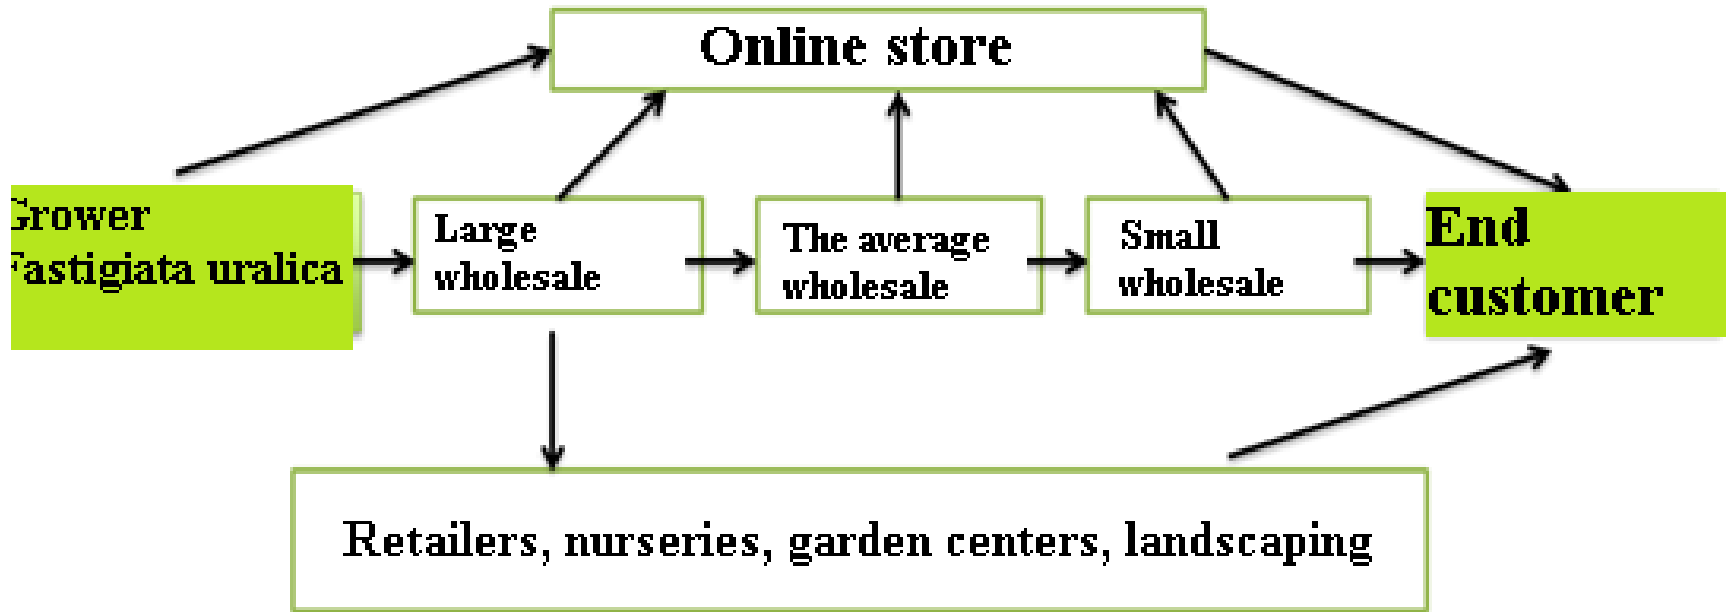 Online store
Grower
Fastigiata uralica
Large
wholesale
The average
wholesale
Small
wholesale
End
customer
Retailers, nurseries, garden centers, landscaping